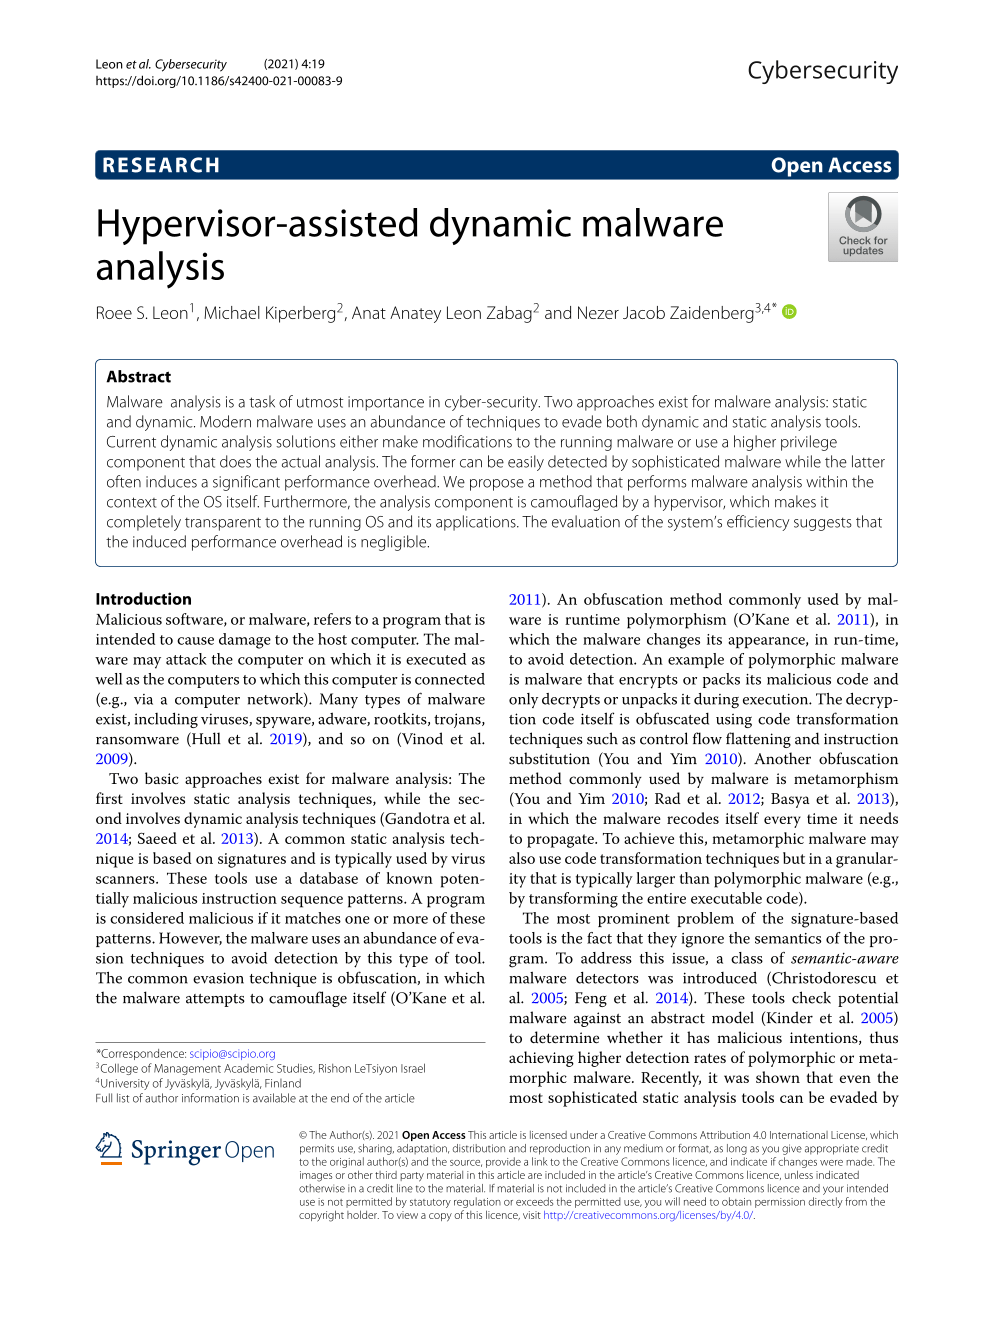 Leon et al. Cybersecurity (2021) 4:19
https://doi.org/10.1186/s42400-021-00083-9
Cybersecurity
RESEARCH Open Access
Hypervisor-assisted dynamic malware
analysis
Check for
updates
Roee S. Leon1, Michael Kiperberg2, Anat Anatey Leon Zabag2 and Nezer Jacob Zaidenberg3,4* iD
Abstract
Malware analysis is a task of utmost importance in cyber-security. Two approaches exist for malware analysis: static
and dynamic. Modern malware uses an abundance of techniques to evade both dynamic and static analysis tools.
Current dynamic analysis solutions either make modifications to the running malware or use a higher privilege
component that does the actual analysis. The former can be easily detected by sophisticated malware while the latter
often induces a significant performance overhead. We propose a method that performs malware analysis within the
context of the OS itself. Furthermore, the analysis component is camouflaged by a hypervisor, which makes it
completely transparent to the running OS and its applications. The evaluation of the system's efficiency suggests that
the induced performance overhead is negligible.
Introduction
Malicious software, or malware, refers to a program that is
intended to cause damage to the host computer. The mal-
ware may attack the computer on which it is executed as
well as the computers to which this computer is connected
(e.g., via a computer network). Many types of malware
exist, including viruses, spyware, adware, rootkits, trojans,
ransomware (Hull et al. 2019), and so on (Vinod et al.
2009).
Two basic approaches exist for malware analysis: The
first involves static analysis techniques, while the sec-
ond involves dynamic analysis techniques (Gandotra et al.
2014; Saeed et al. 2013). A common static analysis tech-
nique is based on signatures and is typically used by virus
scanners. These tools use a database of known poten-
tially malicious instruction sequence patterns. A program
is considered malicious if it matches one or more of these
patterns. However, the malware uses an abundance of eva-
sion techniques to avoid detection by this type of tool.
The common evasion technique is obfuscation, in which
the malware attempts to camouflage itself (O'Kane et al.
2011). An obfuscation method commonly used by mal-
ware is runtime polymorphism (O'Kane et al. 2011), in
which the malware changes its appearance, in run-time,
to avoid detection. An example of polymorphic malware
is malware that encrypts or packs its malicious code and
only decrypts or unpacks it during execution. The decryp-
tion code itself is obfuscated using code transformation
techniques such as control flow flattening and instruction
substitution (You and Yim 2010). Another obfuscation
method commonly used by malware is metamorphism
(You and Yim 2010; Rad et al. 2012; Basya et al. 2013),
in which the malware recodes itself every time it needs
to propagate. To achieve this, metamorphic malware may
also use code transformation techniques but in a granular-
ity that is typically larger than polymorphic malware (e.g.,
by transforming the entire executable code).
The most prominent problem of the signature-based
tools is the fact that they ignore the semantics of the pro-
gram. To address this issue, a class of semantic-aware
malware detectors was introduced (Christodorescu et
al. 2005; Feng et al. 2014). These tools check potential
malware against an abstract model (Kinder et al. 2005)
to determine whether it has malicious intentions, thus
achieving higher detection rates of polymorphic or meta-
morphic malware. Recently, it was shown that even the
most sophisticated static analysis tools can be evaded by
*Correspondence: scipio@scipio.org
3College of Management Academic Studies, Rishon LeTsiyon Israel
4University of Jyväskylä, Jyväskylä, Finland
Full list of author information is available at the end of the article
Springer Open
© The Author(s). 2021 Open Access This article is licensed under a Creative Commons Attribution 4.0 International License, which
permits use, sharing, adaptation, distribution and reproduction in any medium or format, as long as you give appropriate credit
to the original author(s) and the source, provide a link to the Creative Commons licence, and indicate if changes were made. The
images or other third party material in this article are included in the article's Creative Commons licence, unless indicated
otherwise in a credit line to the material. If material is not included in the article's Creative Commons licence and your intended
use is not permitted by statutory regulation or exceeds the permitted use, you will need to obtain permission directly from the
copyright holder. To view a copy of this licence, visit http://creativecommons.org/licenses/by/4.0/.